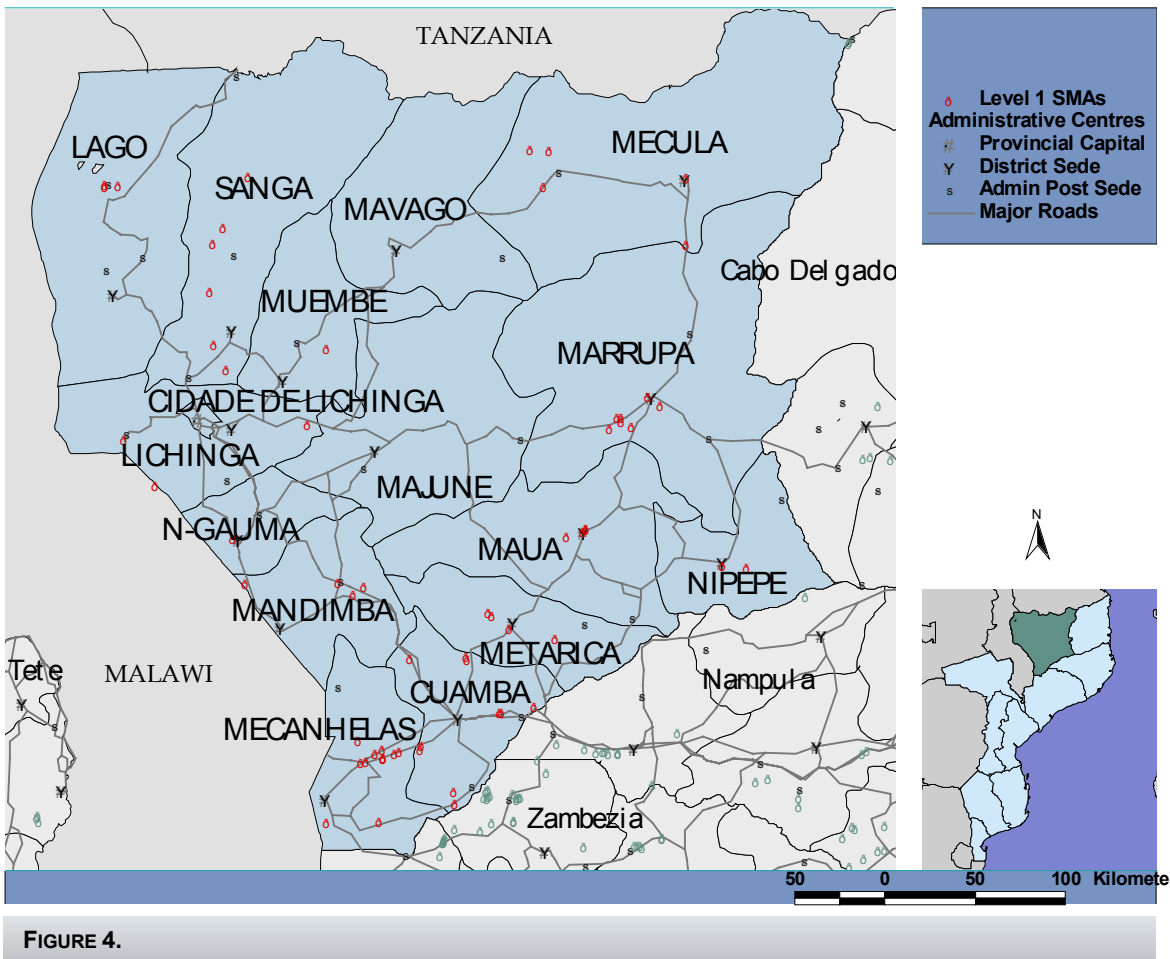 TANZANIA
LAGO
MECULA
SANGA
MAVAGO
Cabo Del gado
MUEMBE
MARRUPA
CIDADE DE LICHINGA
LICHINGA
MAJUNE
N-GAUMA
MAUA
NIPEPE
MANDIMBA
METARICA
Tete
MALAWI
Nampula
CUAMBA
MECANHELAS
Zambezia
Level 1 SMAs
Administrative Centres
Provincial Capital
District Sede
Admin Post Sede
Major Roads
N
50 0 50 100 Kilomete
FIGURE 4.